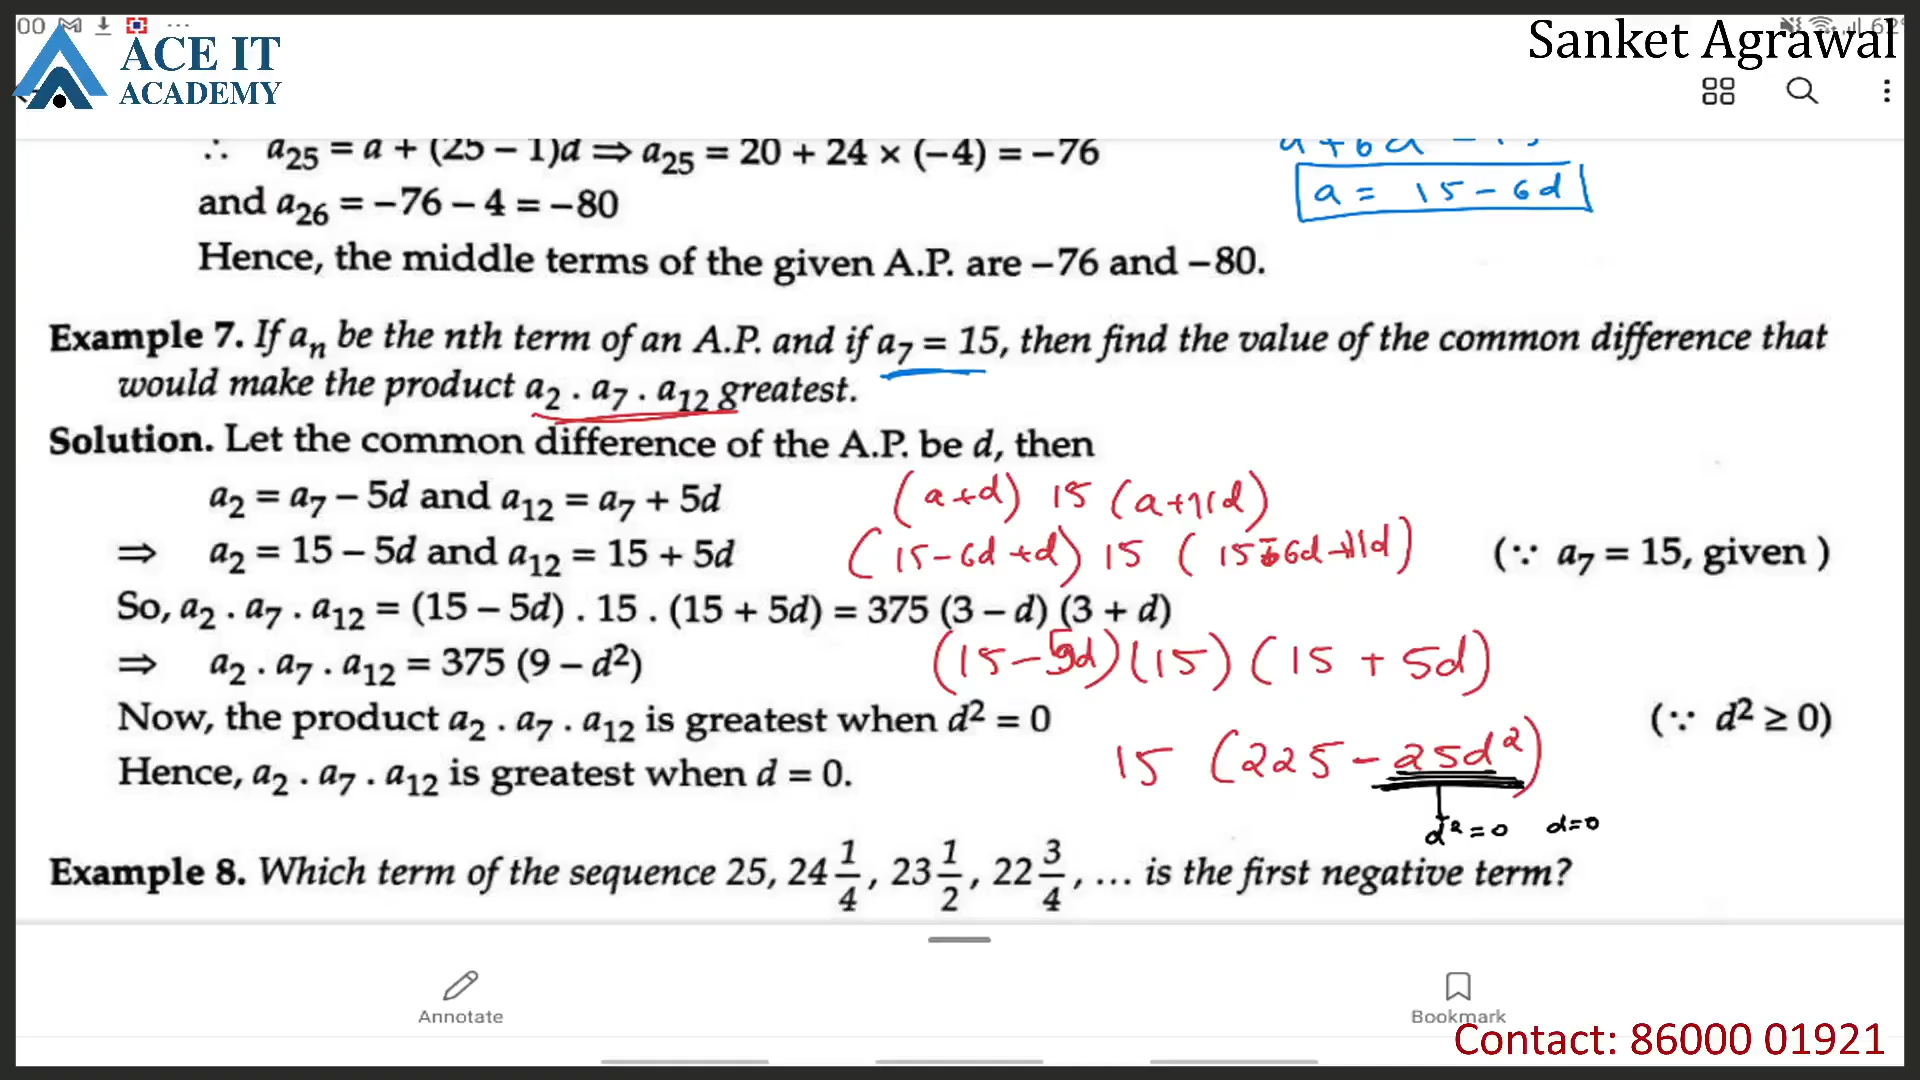 00 ... 62
ACE IT
ACADEMY
Sanket Agrawal
∴ a25 = a + (25 − 1)d ⇒ a25 = 20 + 24 × (−4) = −76
a + 6d = 15
and a26 = −76 − 4 = −80
a = 15 − 6d
Hence, the middle terms of the given A.P. are −76 and −80.
Example 7. If an be the nth term of an A.P. and if a7 = 15, then find the value of the common difference that
would make the product a2 . a7 . a12 greatest.
Solution. Let the common difference of the A.P. be d, then
a2 = a7 − 5d and a12 = a7 + 5d
(a+d) 15 (a+11d)
⇒ a2 = 15 − 5d and a12 = 15 + 5d
(15−6d+d) 15 (15−6d+11d)
(∵ a7 = 15, given )
So, a2 . a7 . a12 = (15 − 5d) . 15 . (15 + 5d) = 375 (3 − d) (3 + d)
⇒ a2 . a7 . a12 = 375 (9 − d²)
(15−5d)(15)(15 + 5d)
Now, the product a2 . a7 . a12 is greatest when d² = 0
(∵ d² ≥ 0)
15 (225 − 25d²)
Hence, a2 . a7 . a12 is greatest when d = 0.
d²=0 d=0
Example 8. Which term of the sequence 25, 24 1/4, 23 1/2, 22 3/4, ... is the first negative term?
Annotate
Bookmark
Contact: 86000 01921